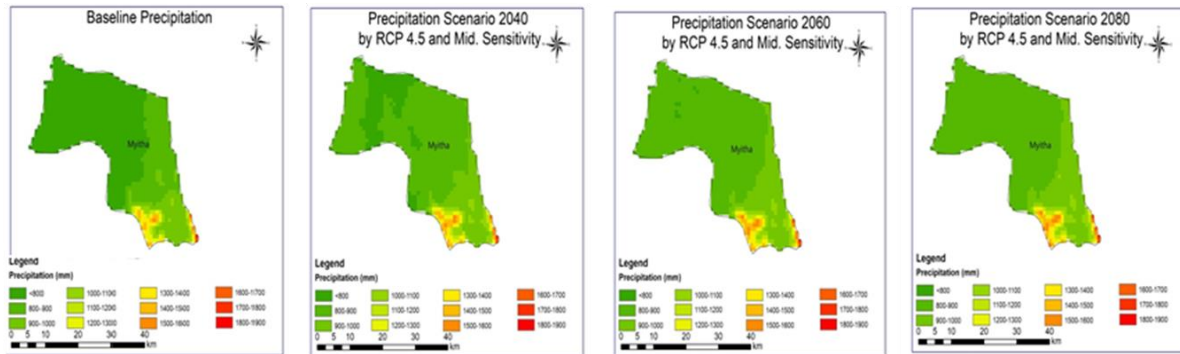 Baseline Precipitation
Myitha
Legend
Precipitation (mm)
<800 1000-1100 1300-1400 1600-1700
800-900 1100-1200 1400-1500 1700-1800
900-1000 1200-1300 1500-1600 1800-1900
0 5 10 20 30 40
km
Precipitation Scenario 2040
by RCP 4.5 and Mid. Sensitivity
Myitha
Legend
Precipitation (mm)
<800 1000-1100 1300-1400 1600-1700
800-900 1100-1200 1400-1500 1700-1800
900-1000 1200-1300 1500-1600 1800-1900
0 5 10 20 30 40
km
Precipitation Scenario 2060
by RCP 4.5 and Mid. Sensitivity
Myitha
Legend
Precipitation (mm)
<800 1000-1100 1300-1400 1600-1700
800-900 1100-1200 1400-1500 1700-1800
900-1000 1200-1300 1500-1600 1800-1900
0 5 10 20 30 40
km
Precipitation Scenario 2080
by RCP 4.5 and Mid. Sensitivity
Myitha
Legend
Precipitation (mm)
<800 1000-1100 1300-1400 1600-1700
800-900 1100-1200 1400-1500 1700-1800
900-1000 1200-1300 1500-1600 1800-1900
0 5 10 20 30 40
km